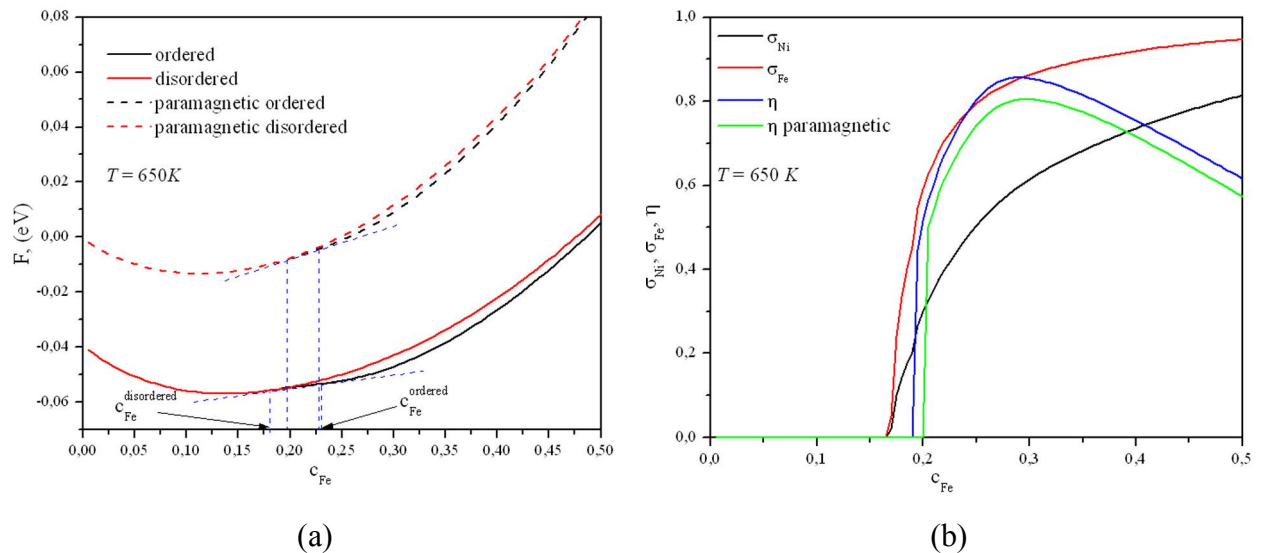 0,08
0,06
0,04
0,02
0,00
-0,02
-0,04
-0,06
F, (eV)
ordered
disordered
paramagnetic ordered
paramagnetic disordered
T = 650K
c_Fe^disordered
c_Fe^ordered
0,00 0,05 0,10 0,15 0,20 0,25 0,30 0,35 0,40 0,45 0,50
c_Fe
(a)
1,0
0,8
0,6
0,4
0,2
0,0
σ_Ni, σ_Fe, η
σ_Ni
σ_Fe
η
η paramagnetic
T = 650 K
0,0 0,1 0,2 0,3 0,4 0,5
c_Fe
(b)